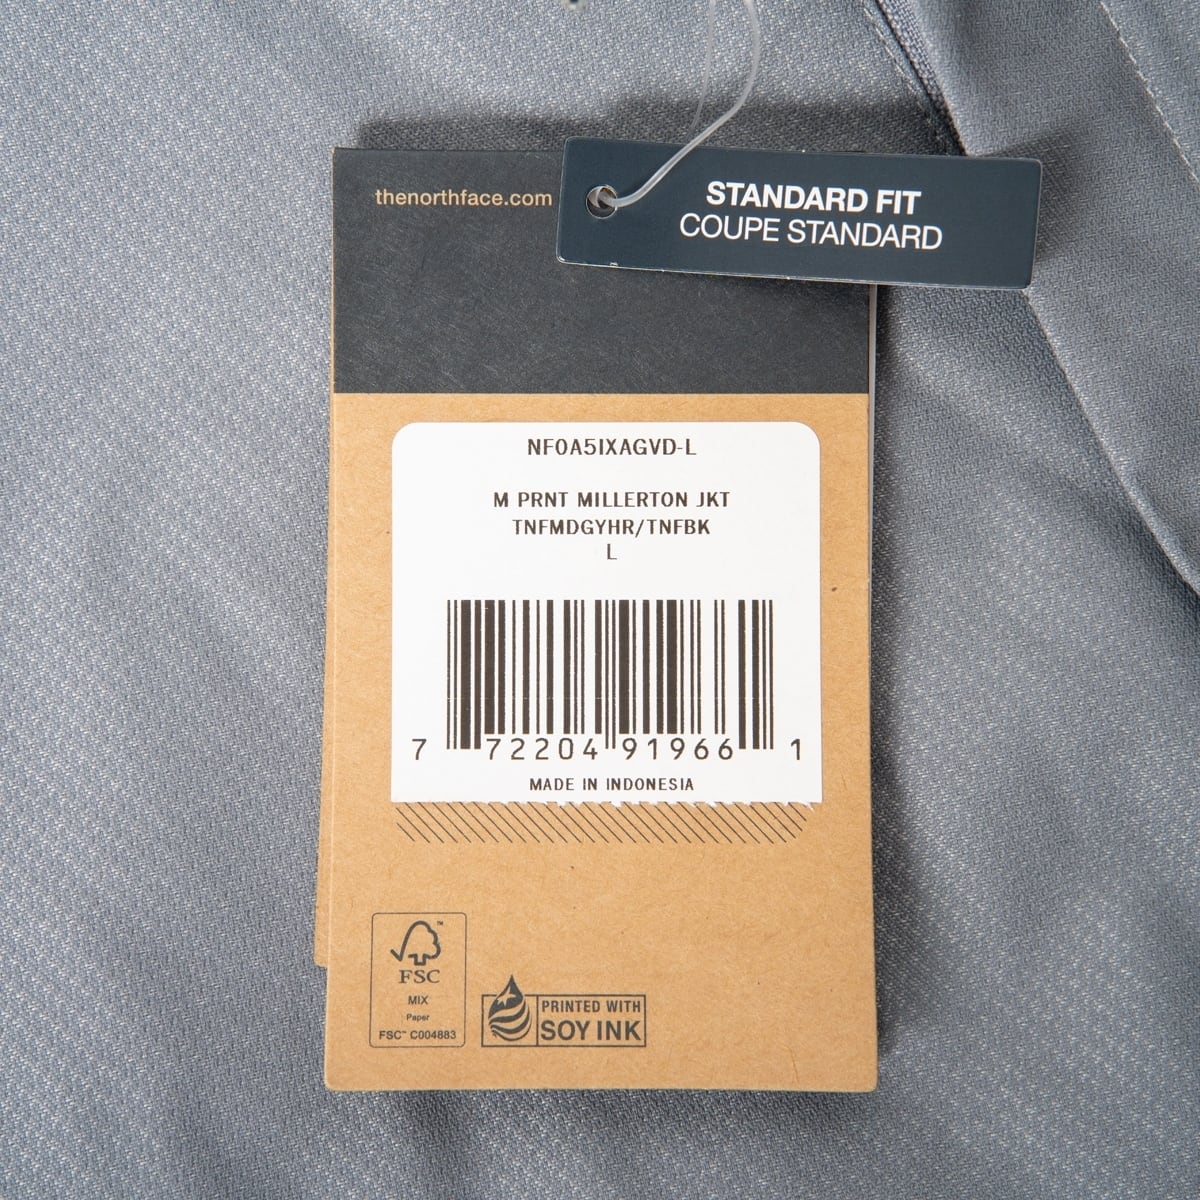 thenorthface.com
STANDARD FIT
COUPE STANDARD
NF0A5IXAGVD-L
M PRNT MILLERTON JKT
TNFMDGYHR/TNFBK
L
7 72204 91966 1
MADE IN INDONESIA
FSC
MIX
Paper
FSC™ C004883
PRINTED WITH
SOY INK